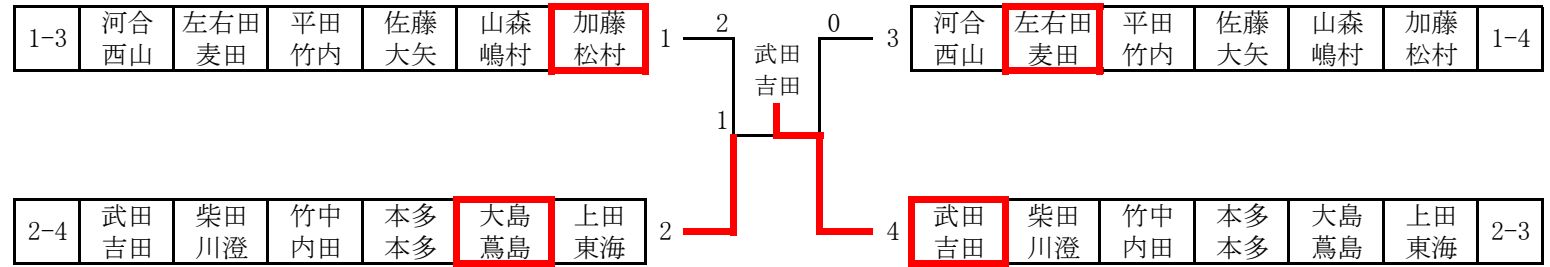 1-3 河合 左右田 平田 佐藤 山森 加藤 1 2 0 3 河合 左右田 平田 佐藤 山森 加藤 1-4
西山 麦田 竹内 大矢 嶋村 松村 西山 麦田 竹内 大矢 嶋村 松村
武田
吉田
1
2-4 武田 柴田 竹中 本多 大島 上田 2 4 武田 柴田 竹中 本多 大島 上田 2-3
吉田 川澄 内田 本多 蔦島 東海 吉田 川澄 内田 本多 蔦島 東海